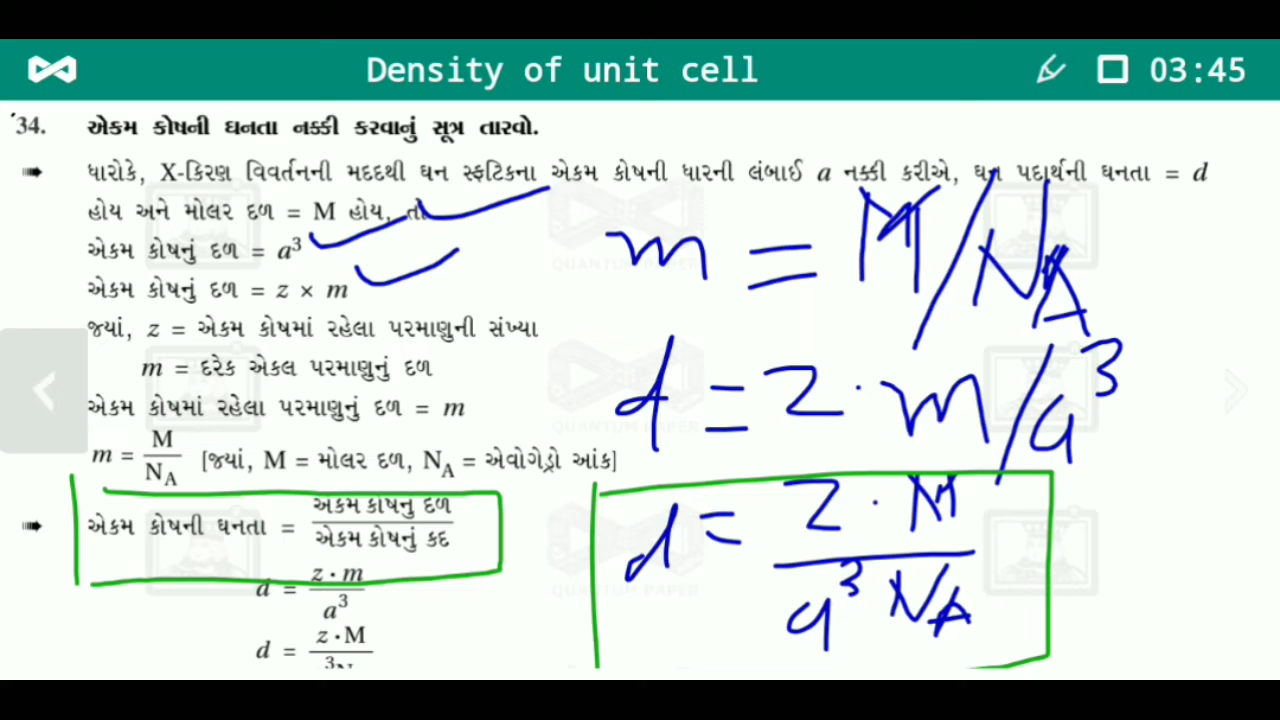 Density of unit cell 03:45
34. એકમ કોષની ઘનતા નક્કી કરવાનું સૂત્ર તારવો.
➠ ધારોકે, X-કિરણ વિવર્તનની મદદથી ઘન સ્ફટિકના એકમ કોષની ધારની લંબાઈ a નક્કી કરીએ, ઘન પદાર્થની ઘનતા = d
હોય અને મોલર દળ = M હોય, તો
એકમ કોષનું દળ = a³
m = M/N_A
એકમ કોષનું દળ = z × m
જ્યાં, z = એકમ કોષમાં રહેલા પરમાણુની સંખ્યા
m = દરેક એકલ પરમાણુનું દળ
d = z · m/a³
એકમ કોષમાં રહેલા પરમાણુનું દળ = m
m = M/N_A [જ્યાં, M = મોલર દળ, N_A = એવોગેડ્રો આંક]
➠ એકમ કોષની ઘનતા = એકમ કોષનુ દળ / એકમ કોષનું કદ
d = z · M / a³ N_A
d = z · m / a³
d = z · M
QUANTUM PAPER